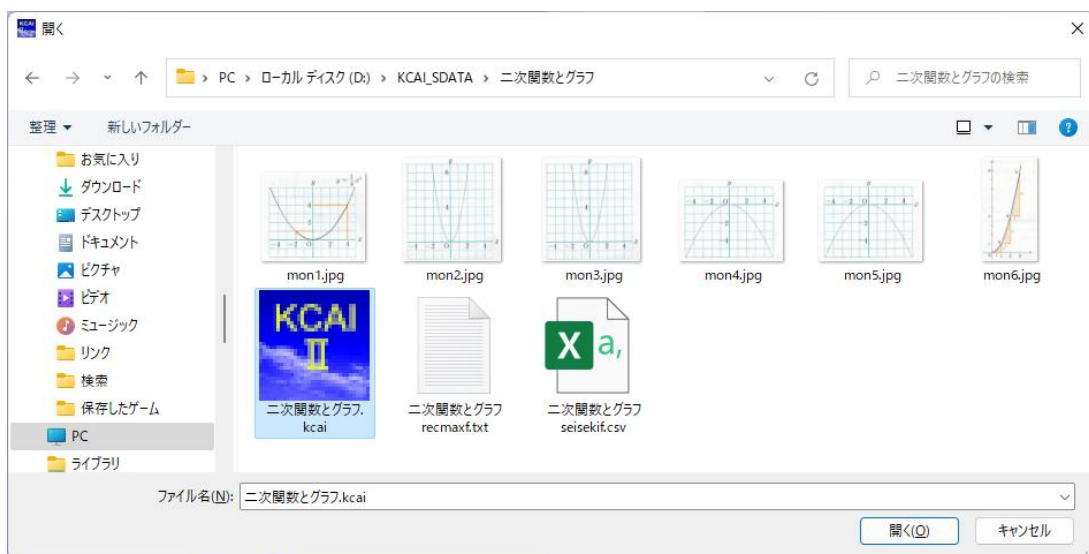 開く
PC > ローカル ディスク (D:) > KCAI_SDATA > 二次関数とグラフ
二次関数とグラフの検索
整理 新しいフォルダー
お気に入り
ダウンロード
デスクトップ
ドキュメント
ピクチャ
ビデオ
ミュージック
リンク
検索
保存したゲーム
PC
ライブラリ
mon1.jpg mon2.jpg mon3.jpg mon4.jpg mon5.jpg mon6.jpg
KCAI
II
二次関数とグラフ.
kcai
二次関数とグラフ
recmaxf.txt
二次関数とグラフ
seisekif.csv
ファイル名(N): 二次関数とグラフ.kcai
開く(O) キャンセル